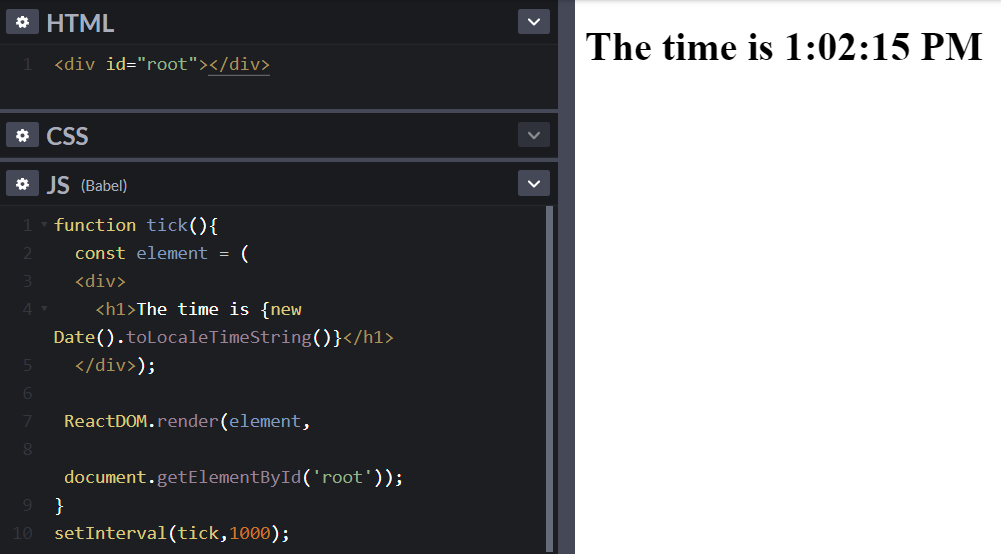 HTML
1 <div id="root"></div>
CSS
JS (Babel)
1 function tick(){
2 const element = (
3 <div>
4 <h1>The time is {new
Date().toLocaleTimeString()}</h1>
5 </div>);
6
7 ReactDOM.render(element,
8
document.getElementById('root'));
9 }
10 setInterval(tick,1000);
The time is 1:02:15 PM